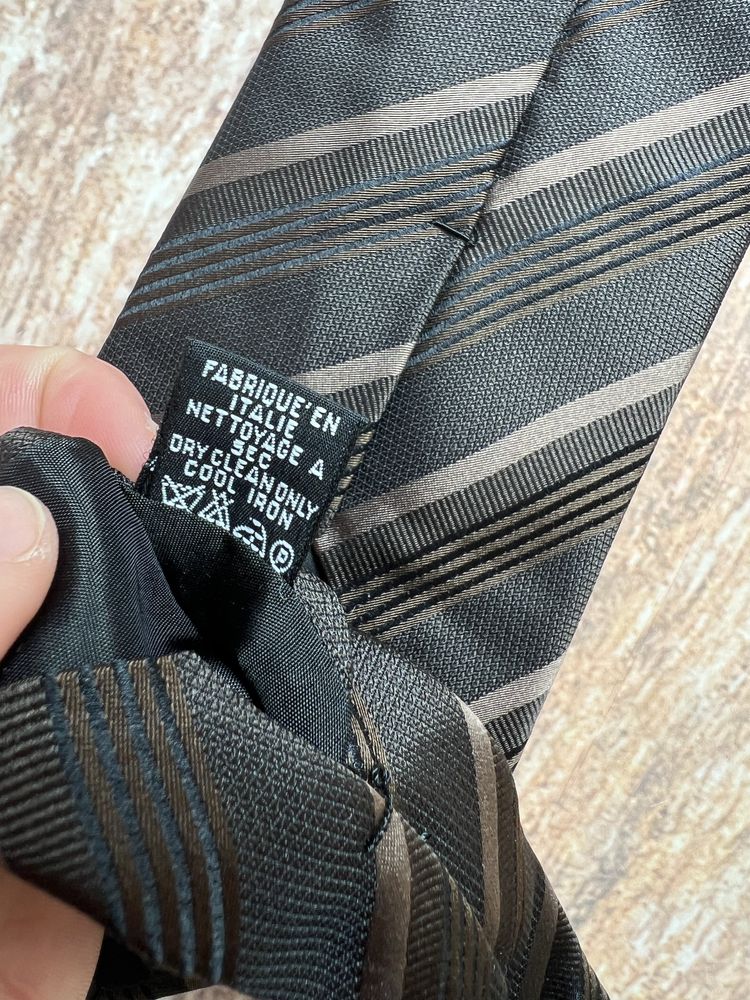 FABRIQUE'EN
ITALIE
NETTOYAGE A
SEC
DRY CLEAN ONLY
COOL IRON
P